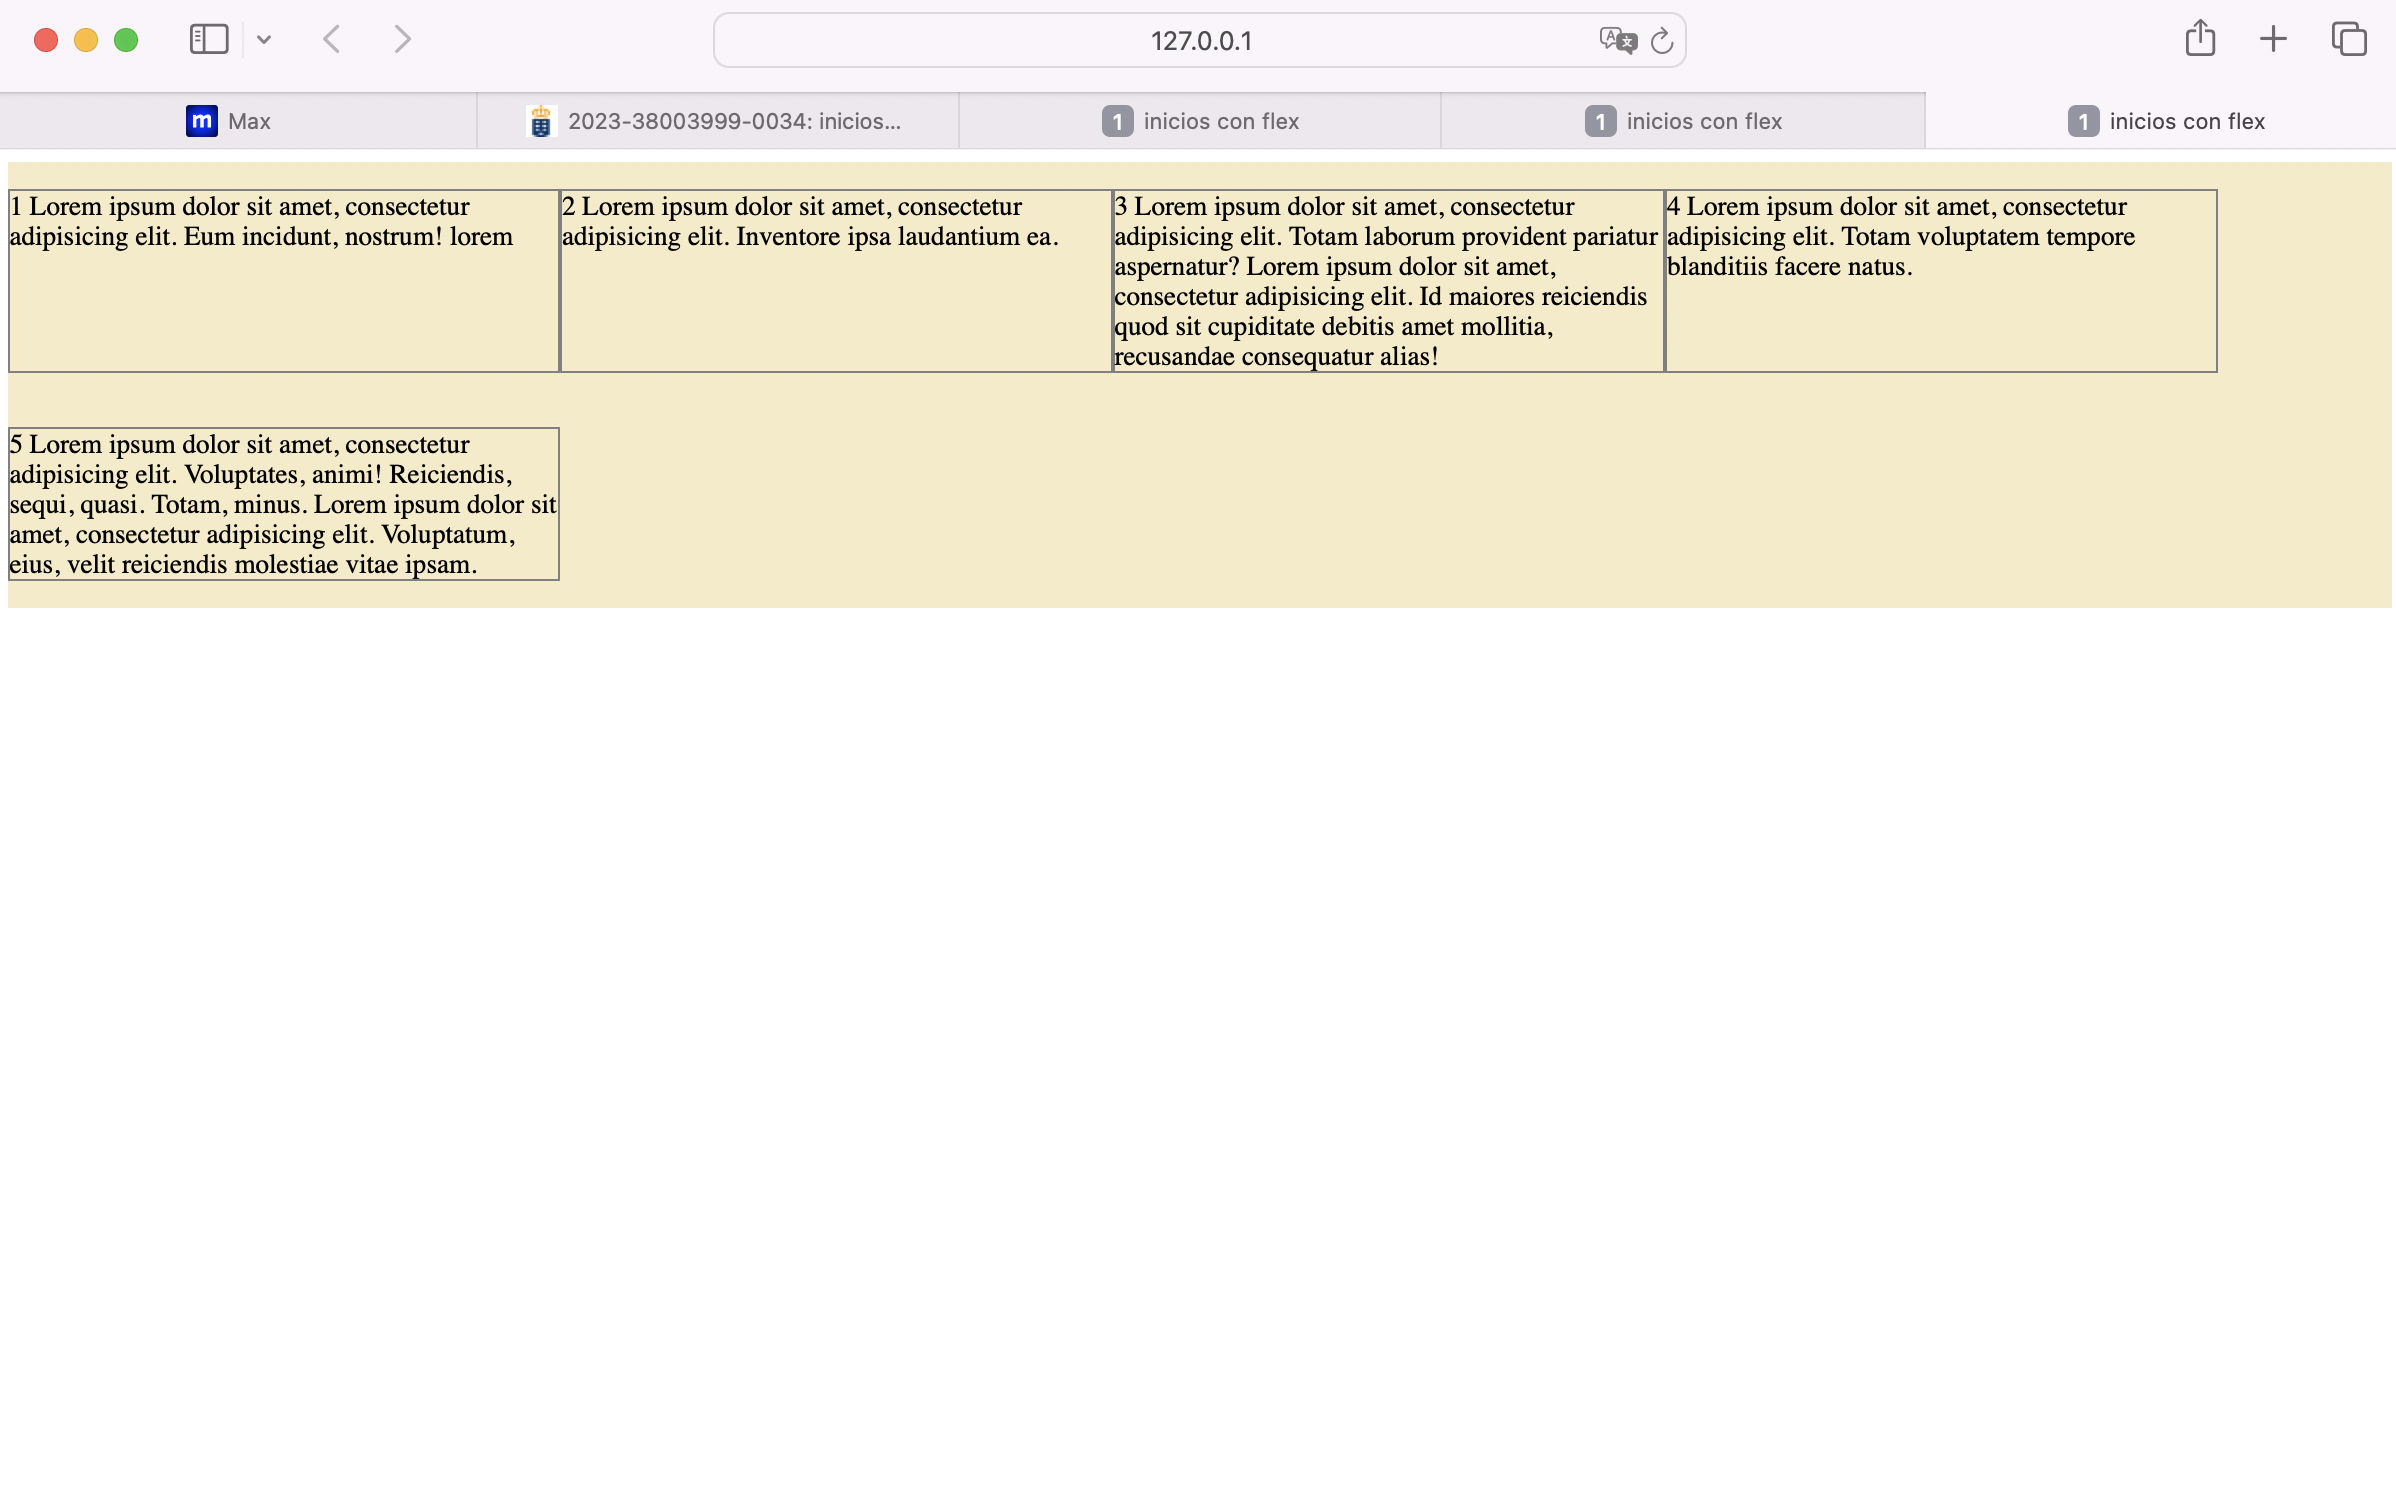 127.0.0.1
m Max
2023-38003999-0034: inicios...
1 inicios con flex
1 inicios con flex
1 inicios con flex
1 Lorem ipsum dolor sit amet, consectetur
adipisicing elit. Eum incidunt, nostrum! lorem
2 Lorem ipsum dolor sit amet, consectetur
adipisicing elit. Inventore ipsa laudantium ea.
3 Lorem ipsum dolor sit amet, consectetur
adipisicing elit. Totam laborum provident pariatur
aspernatur? Lorem ipsum dolor sit amet,
consectetur adipisicing elit. Id maiores reiciendis
quod sit cupiditate debitis amet mollitia,
recusandae consequatur alias!
4 Lorem ipsum dolor sit amet, consectetur
adipisicing elit. Totam voluptatem tempore
blanditiis facere natus.
5 Lorem ipsum dolor sit amet, consectetur
adipisicing elit. Voluptates, animi! Reiciendis,
sequi, quasi. Totam, minus. Lorem ipsum dolor sit
amet, consectetur adipisicing elit. Voluptatum,
eius, velit reiciendis molestiae vitae ipsam.